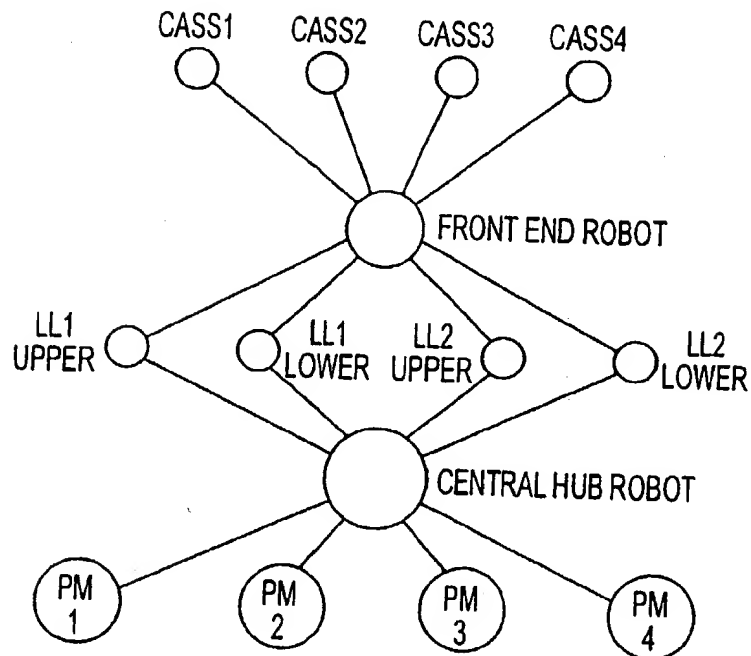 CASS1
CASS2
CASS3
CASS4
FRONT END ROBOT
LL1
UPPER
LL1
LOWER
LL2
UPPER
LL2
LOWER
CENTRAL HUB ROBOT
PM
1
PM
2
PM
3
PM
4